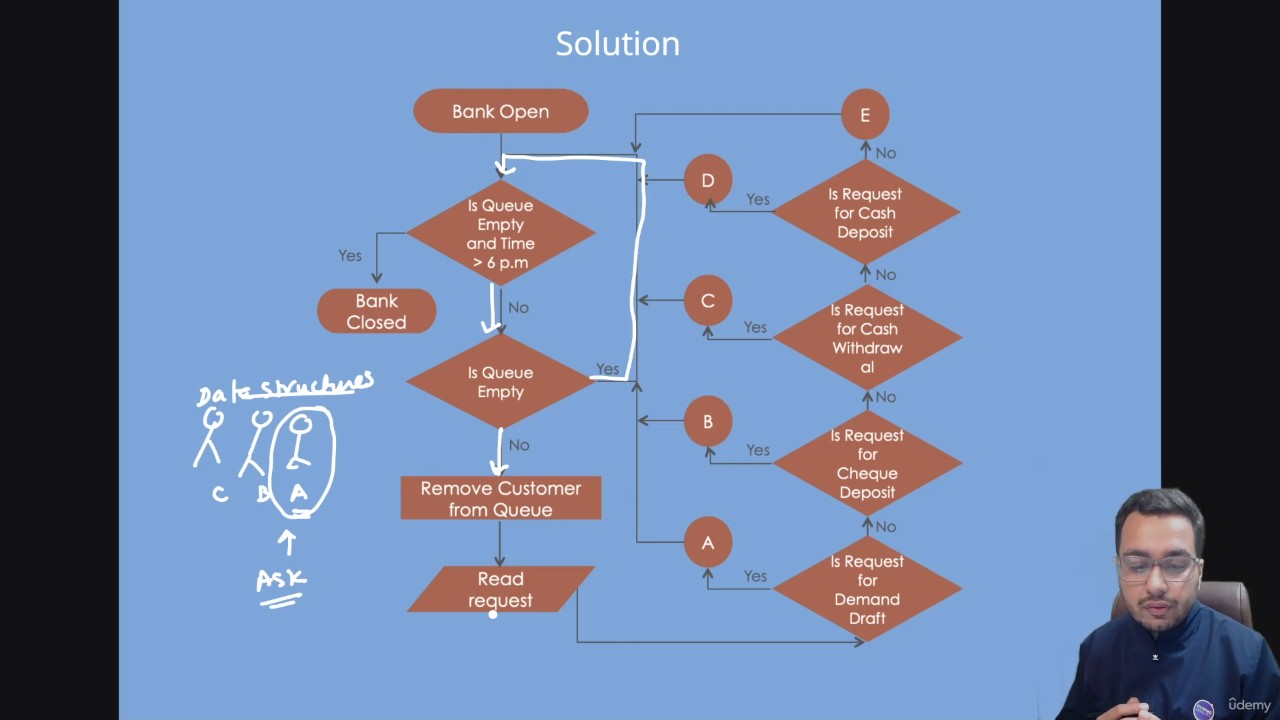 Solution
Bank Open
Is Queue
Empty
and Time
> 6 p.m
Yes
Bank
Closed
No
Is Queue
Empty
Yes
No
Remove Customer
from Queue
Read
request
Is Request
for
Demand
Draft
Yes
A
No
Is Request
for
Cheque
Deposit
Yes
B
No
Is Request
for Cash
Withdraw
al
Yes
C
No
Is Request
for Cash
Deposit
Yes
D
No
E
Data structures
C B A
ASK
ûdemy